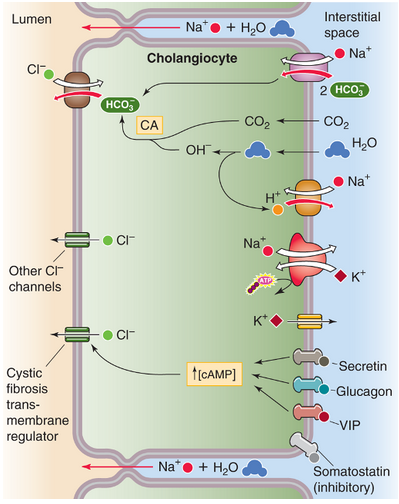 Lumen
Na⁺ + H₂O
Interstitial
space
Cholangiocyte
Na⁺
Cl⁻
2 HCO₃⁻
HCO₃⁻
CA
CO₂
CO₂
OH⁻
H₂O
H⁺
Na⁺
Cl⁻
Na⁺
Other Cl⁻
channels
ATP
K⁺
K⁺
Cl⁻
Cystic
fibrosis
trans-
membrane
regulator
↑[cAMP]
Secretin
Glucagon
VIP
Na⁺ + H₂O
Somatostatin
(inhibitory)